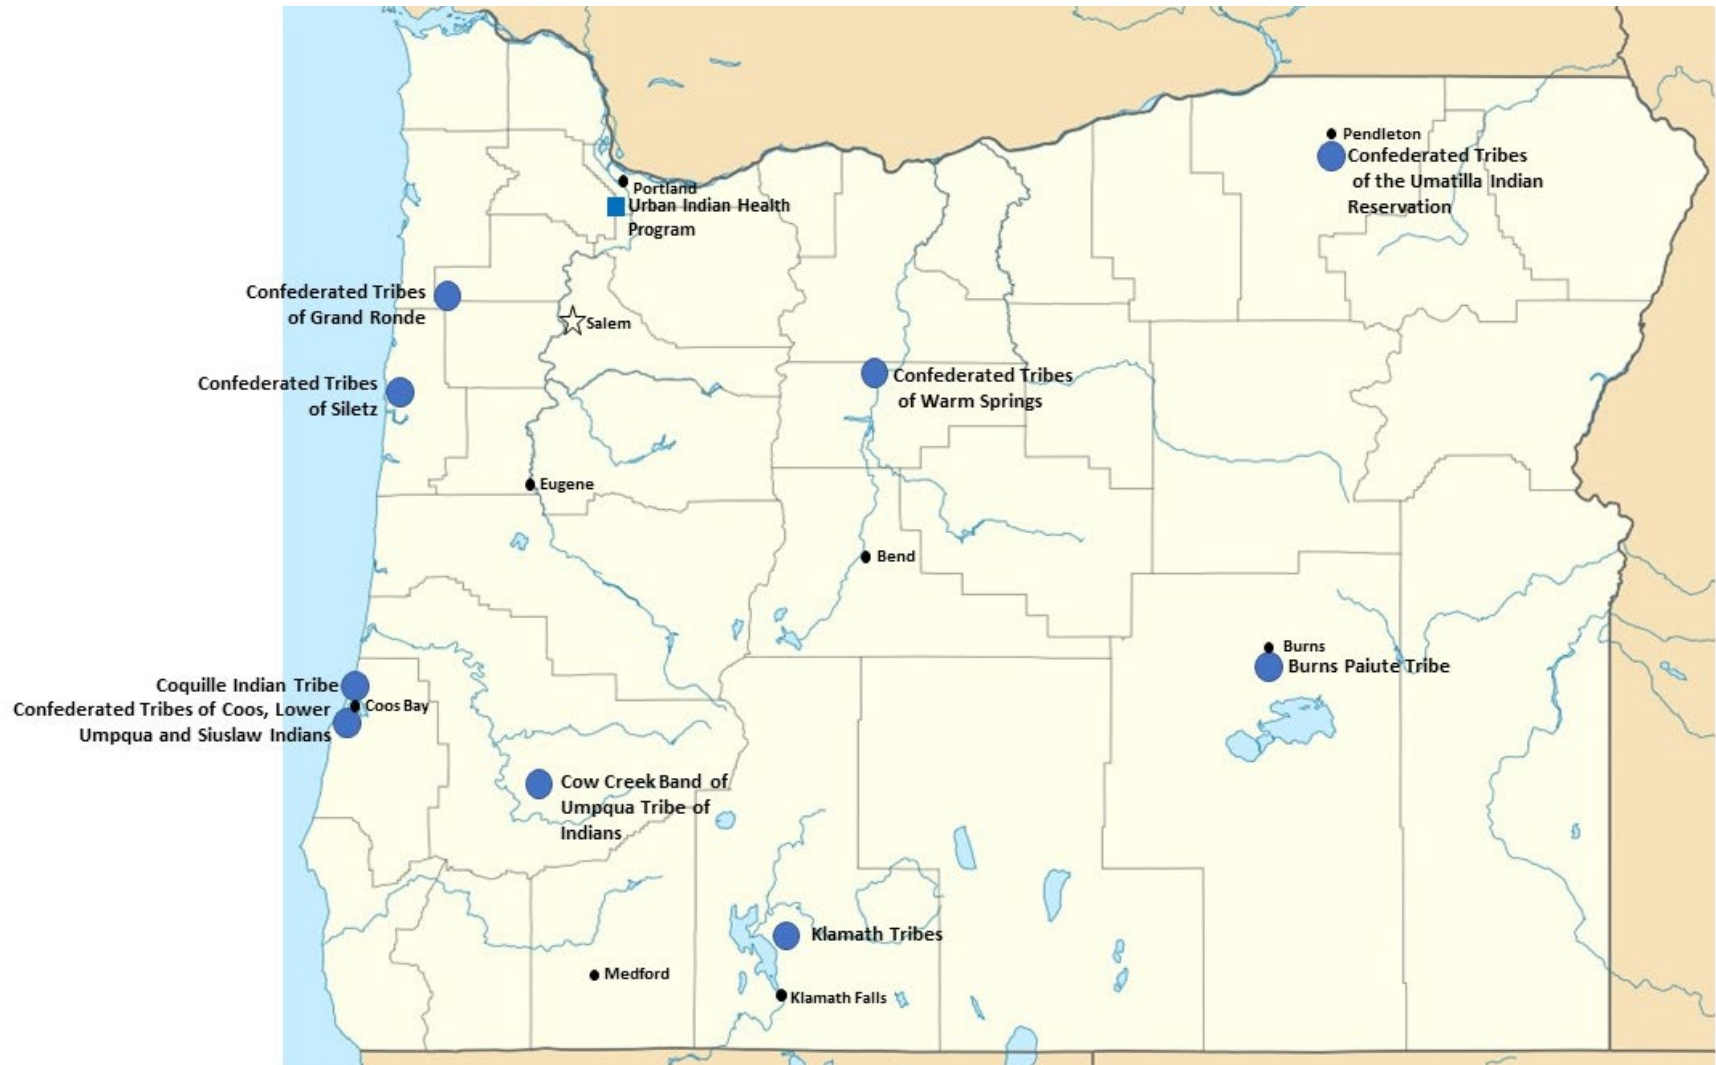 Pendleton
Confederated Tribes
of the Umatilla Indian
Reservation
Portland
Urban Indian Health
Program
Confederated Tribes
of Grand Ronde
Salem
Confederated Tribes
of Siletz
Confederated Tribes
of Warm Springs
Eugene
Bend
Burns
Burns Paiute Tribe
Coquille Indian Tribe
Coos Bay
Confederated Tribes of Coos, Lower
Umpqua and Siuslaw Indians
Cow Creek Band of
Umpqua Tribe of
Indians
Klamath Tribes
Medford
Klamath Falls